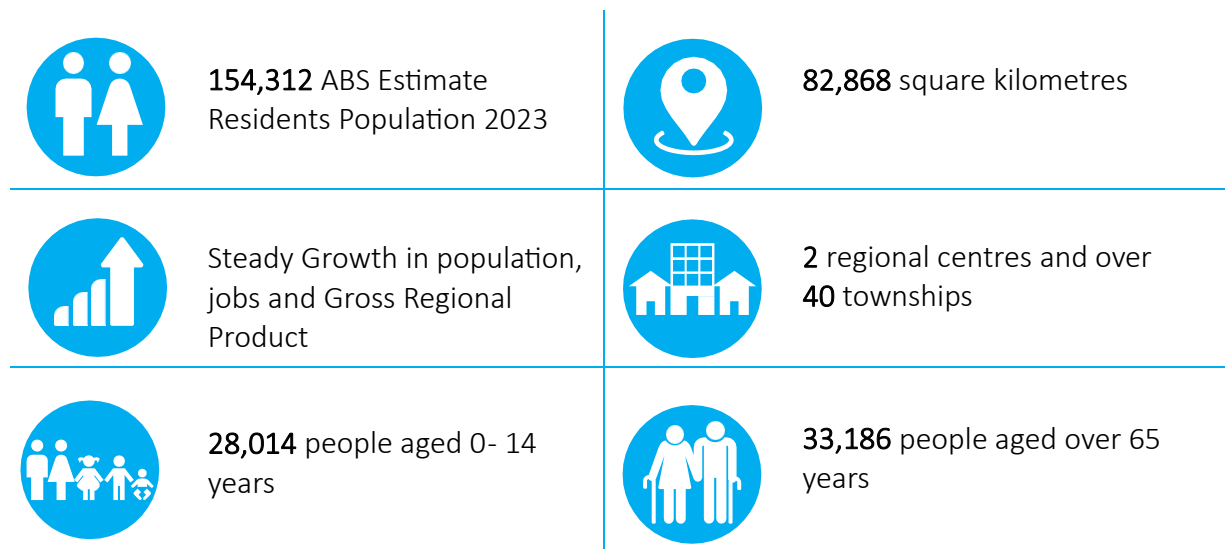 154,312 ABS Estimate
Residents Population 2023
82,868 square kilometres
Steady Growth in population,
jobs and Gross Regional
Product
2 regional centres and over
40 townships
28,014 people aged 0- 14
years
33,186 people aged over 65
years